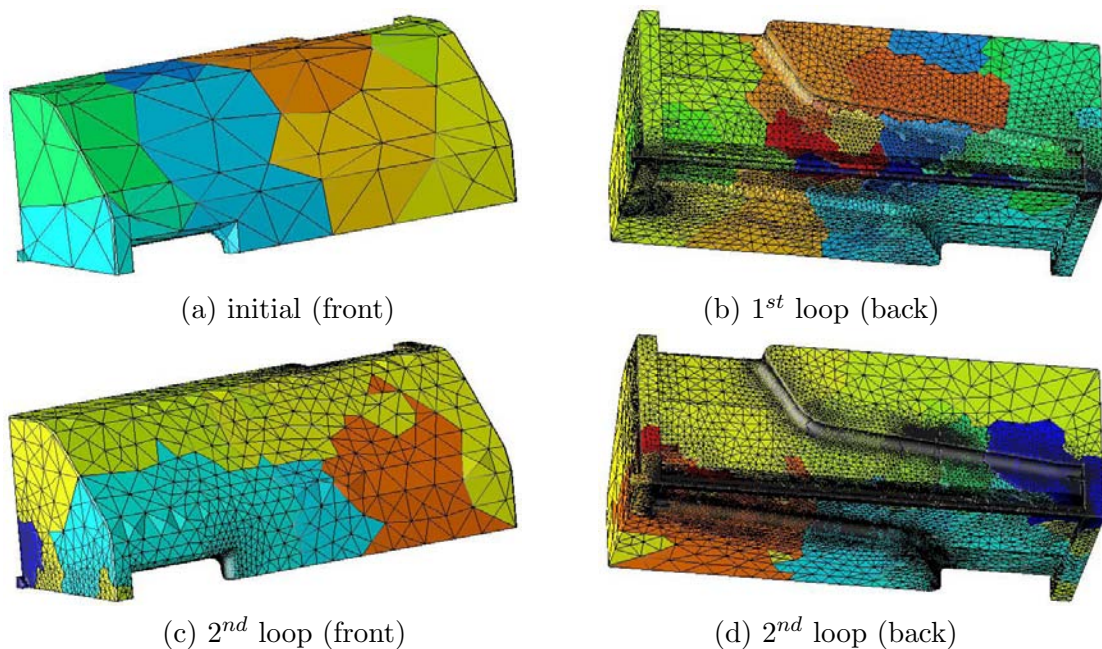 (a) initial (front)
(b) 1st loop (back)
(c) 2nd loop (front)
(d) 2nd loop (back)